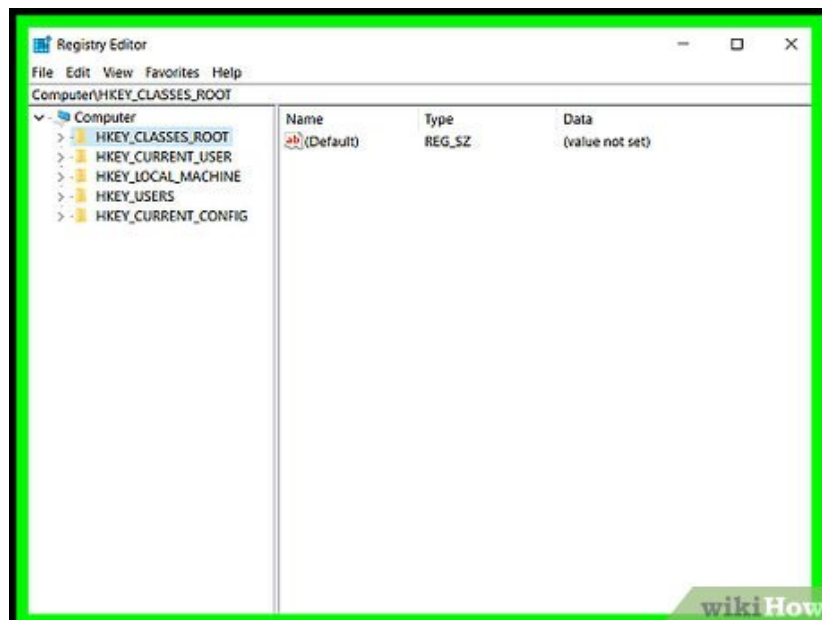 Registry Editor
File Edit View Favorites Help
Computer\HKEY_CLASSES_ROOT
Computer
HKEY_CLASSES_ROOT
HKEY_CURRENT_USER
HKEY_LOCAL_MACHINE
HKEY_USERS
HKEY_CURRENT_CONFIG
Name Type Data
ab (Default) REG_SZ (value not set)
wikiHow